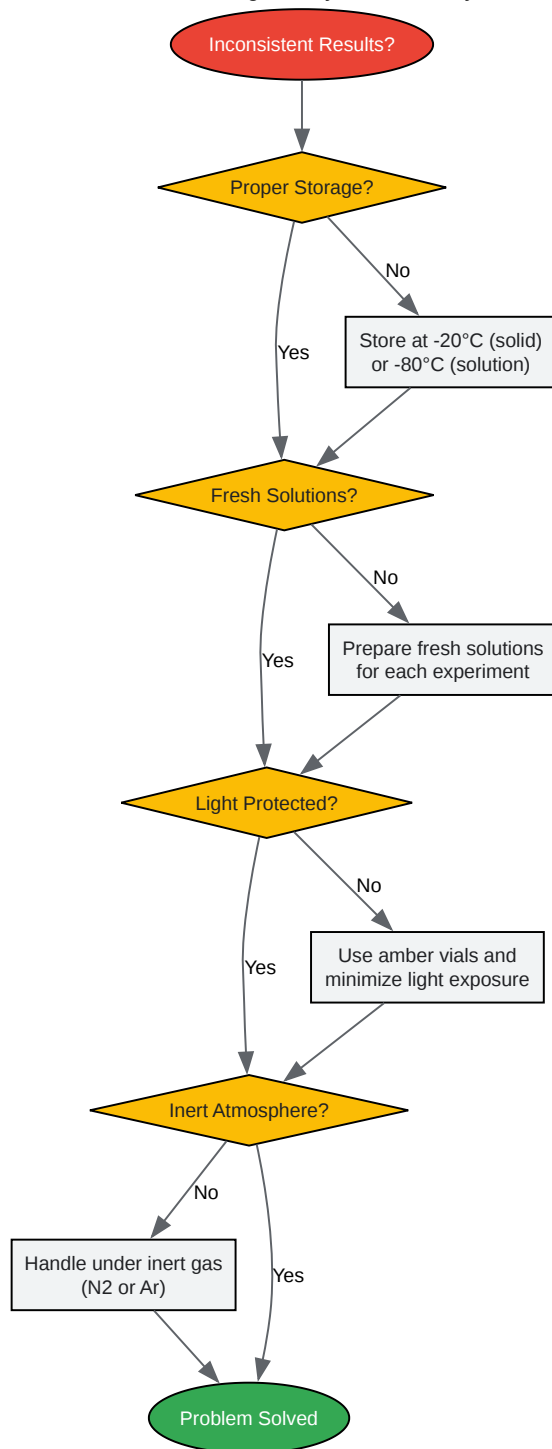 Inconsistent Results?
Proper Storage?
No
Store at -20°C (solid)
or -80°C (solution)
Yes
Fresh Solutions?
No
Prepare fresh solutions
for each experiment
Yes
Light Protected?
No
Use amber vials and
minimize light exposure
Yes
Inert Atmosphere?
No
Handle under inert gas
(N2 or Ar)
Yes
Problem Solved